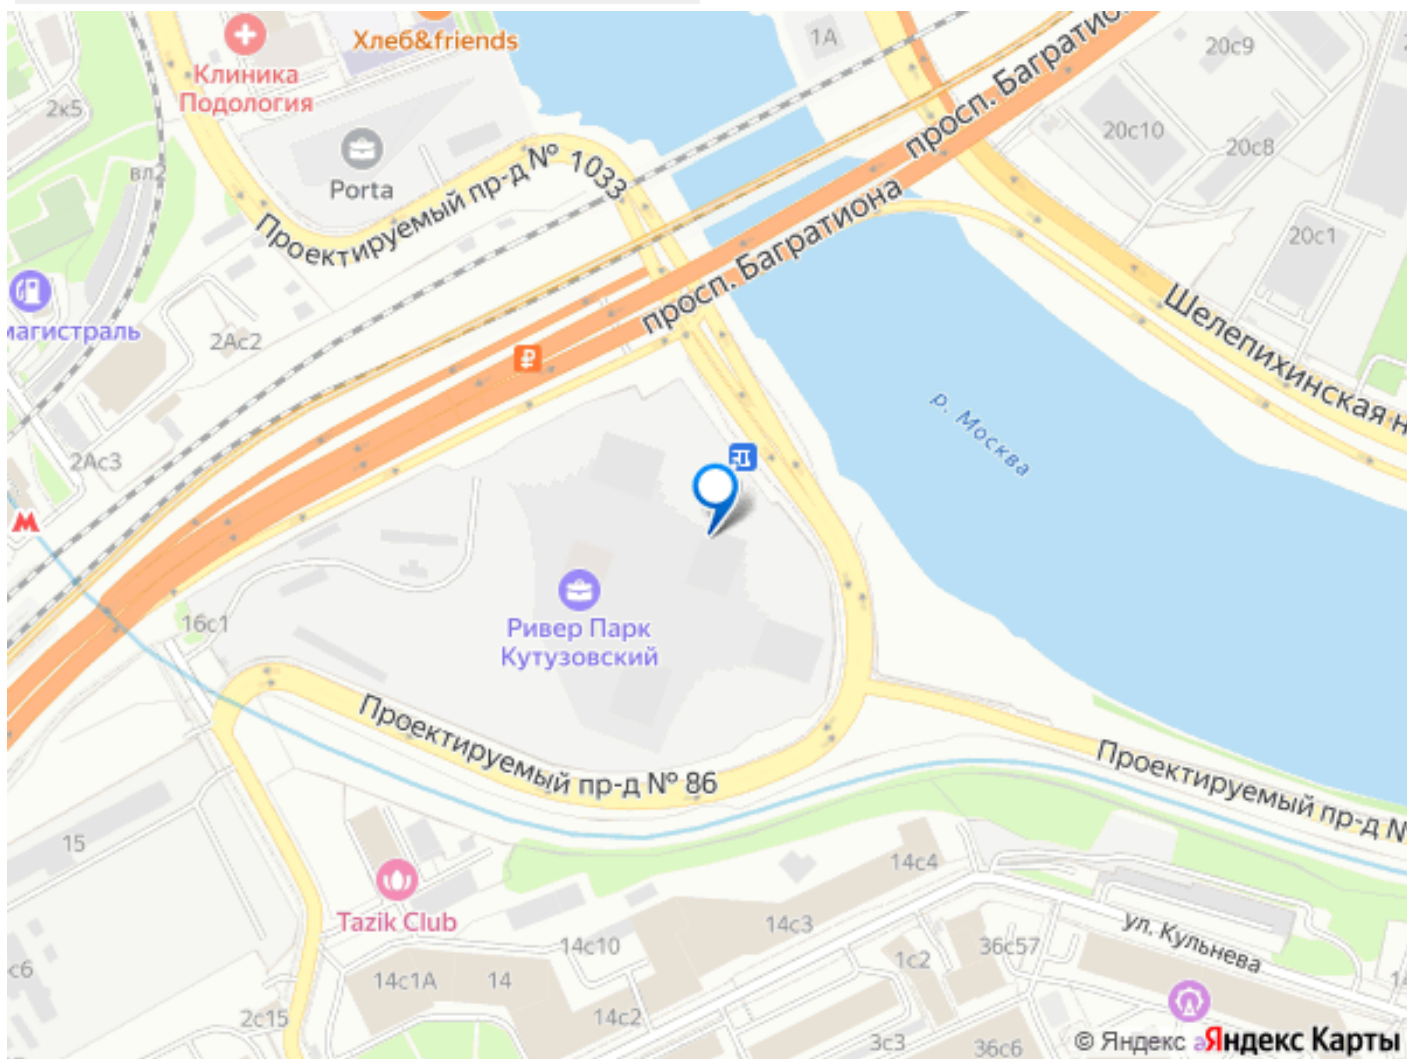 Хлеб&friends
1А
20с9
Клиника
Подология
2к5
просп. Багратиона
20с10
20с8
вл2
Porta
Проектируемый пр-д № 1033
20с1
просп. Багратиона
магистраль
2Ас2
Шелепихинская н
р. Москва
2Ас3
16с1
Ривер Парк
Кутузовский
Проектируемый пр-д № 86
Проектируемый пр-д №
15
14с4
Tazik Club
14с3
ул. Кульнева
14с10
36с57
1с2
с6
14с1А
14
14
2с15
14с2
3с3
36с6
© Яндекс Яндекс Карты